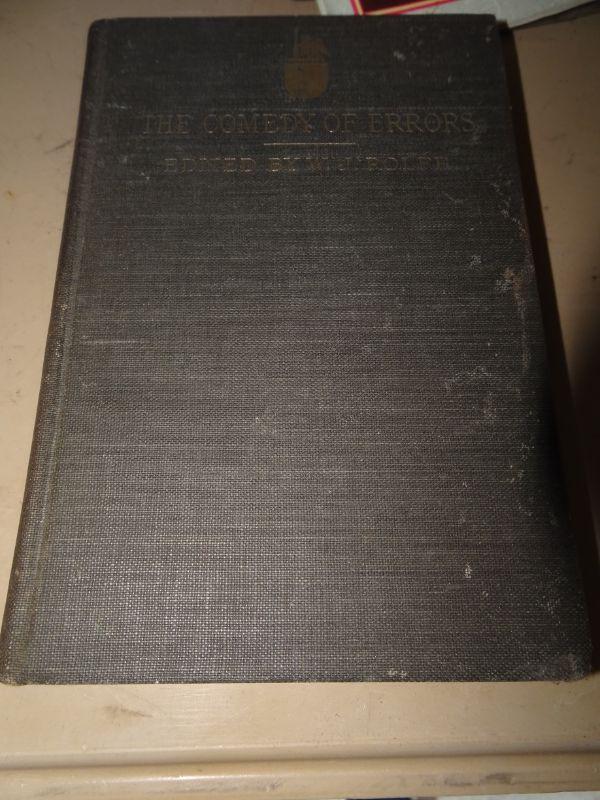 THE COMEDY OF ERRORS
EDITED BY W. J. ROLFE